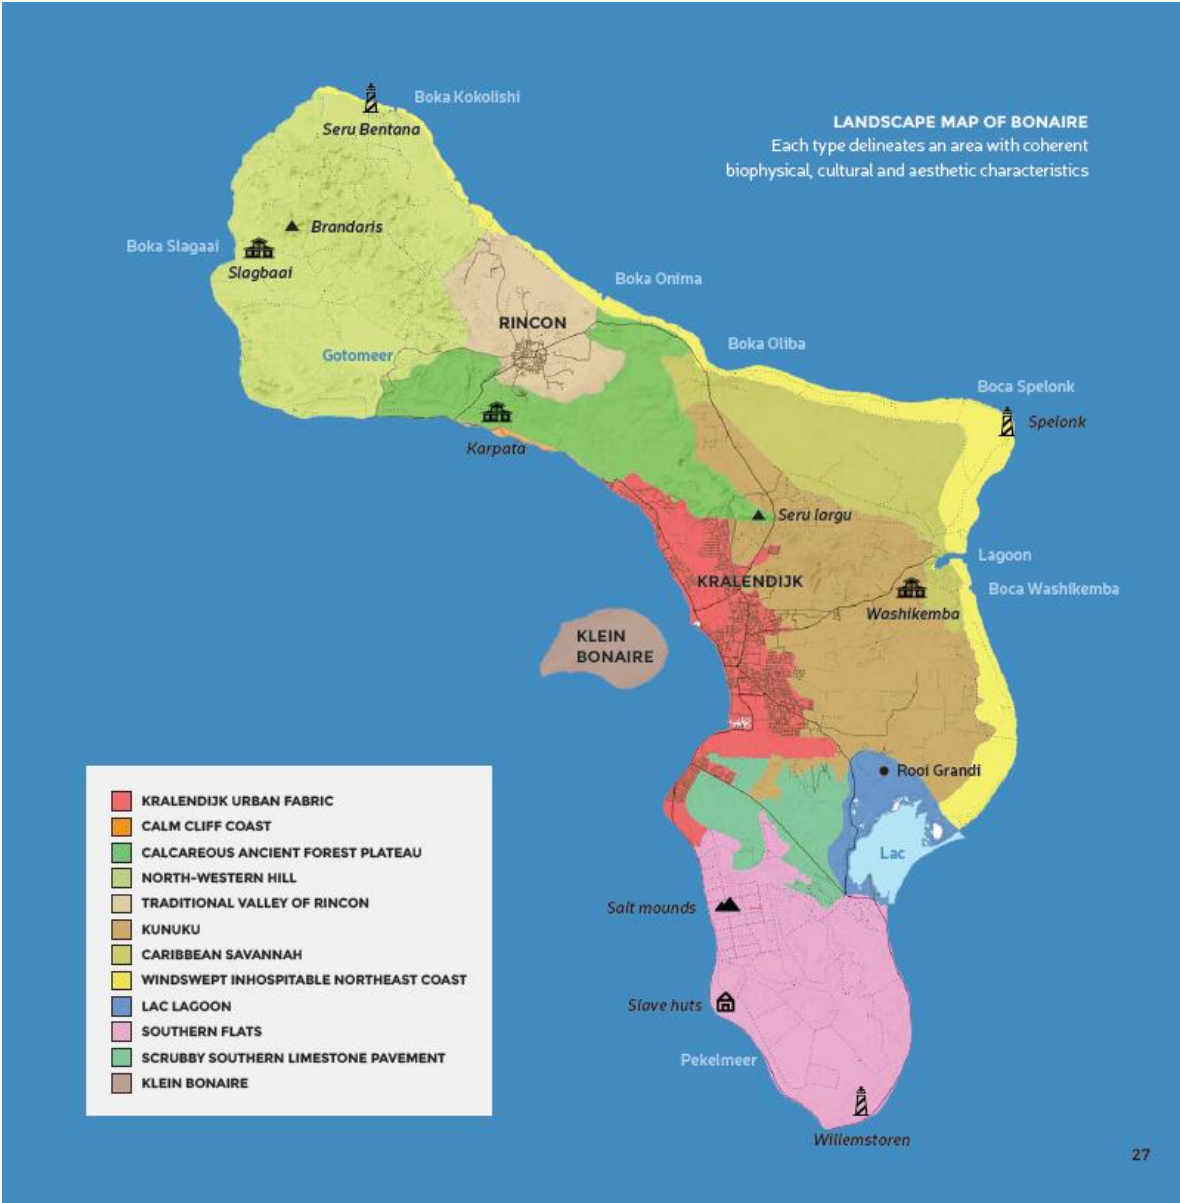 Boka Kokolishi
LANDSCAPE MAP OF BONAIRE
Each type delineates an area with coherent
biophysical, cultural and aesthetic characteristics
Seru Bentana
Brandaris
Boka Slagaai
Slagbaai
Boka Onima
RINCON
Boka Oliba
Gotomeer
Boca Spelonk
Spelonk
Karpata
Seru largu
Lagoon
KRALENDIJK
Boca Washikemba
Washikemba
KLEIN
BONAIRE
Rooi Grandi
KRALENDIJK URBAN FABRIC
CALM CLIFF COAST
CALCAREOUS ANCIENT FOREST PLATEAU
NORTH-WESTERN HILL
TRADITIONAL VALLEY OF RINCON
KUNUKU
CARIBBEAN SAVANNAH
WINDSWEPT INHOSPITABLE NORTHEAST COAST
LAC LAGOON
SOUTHERN FLATS
SCRUBBY SOUTHERN LIMESTONE PAVEMENT
KLEIN BONAIRE
Lac
Salt mounds
Slave huts
Pekelmeer
Willemstoren
27